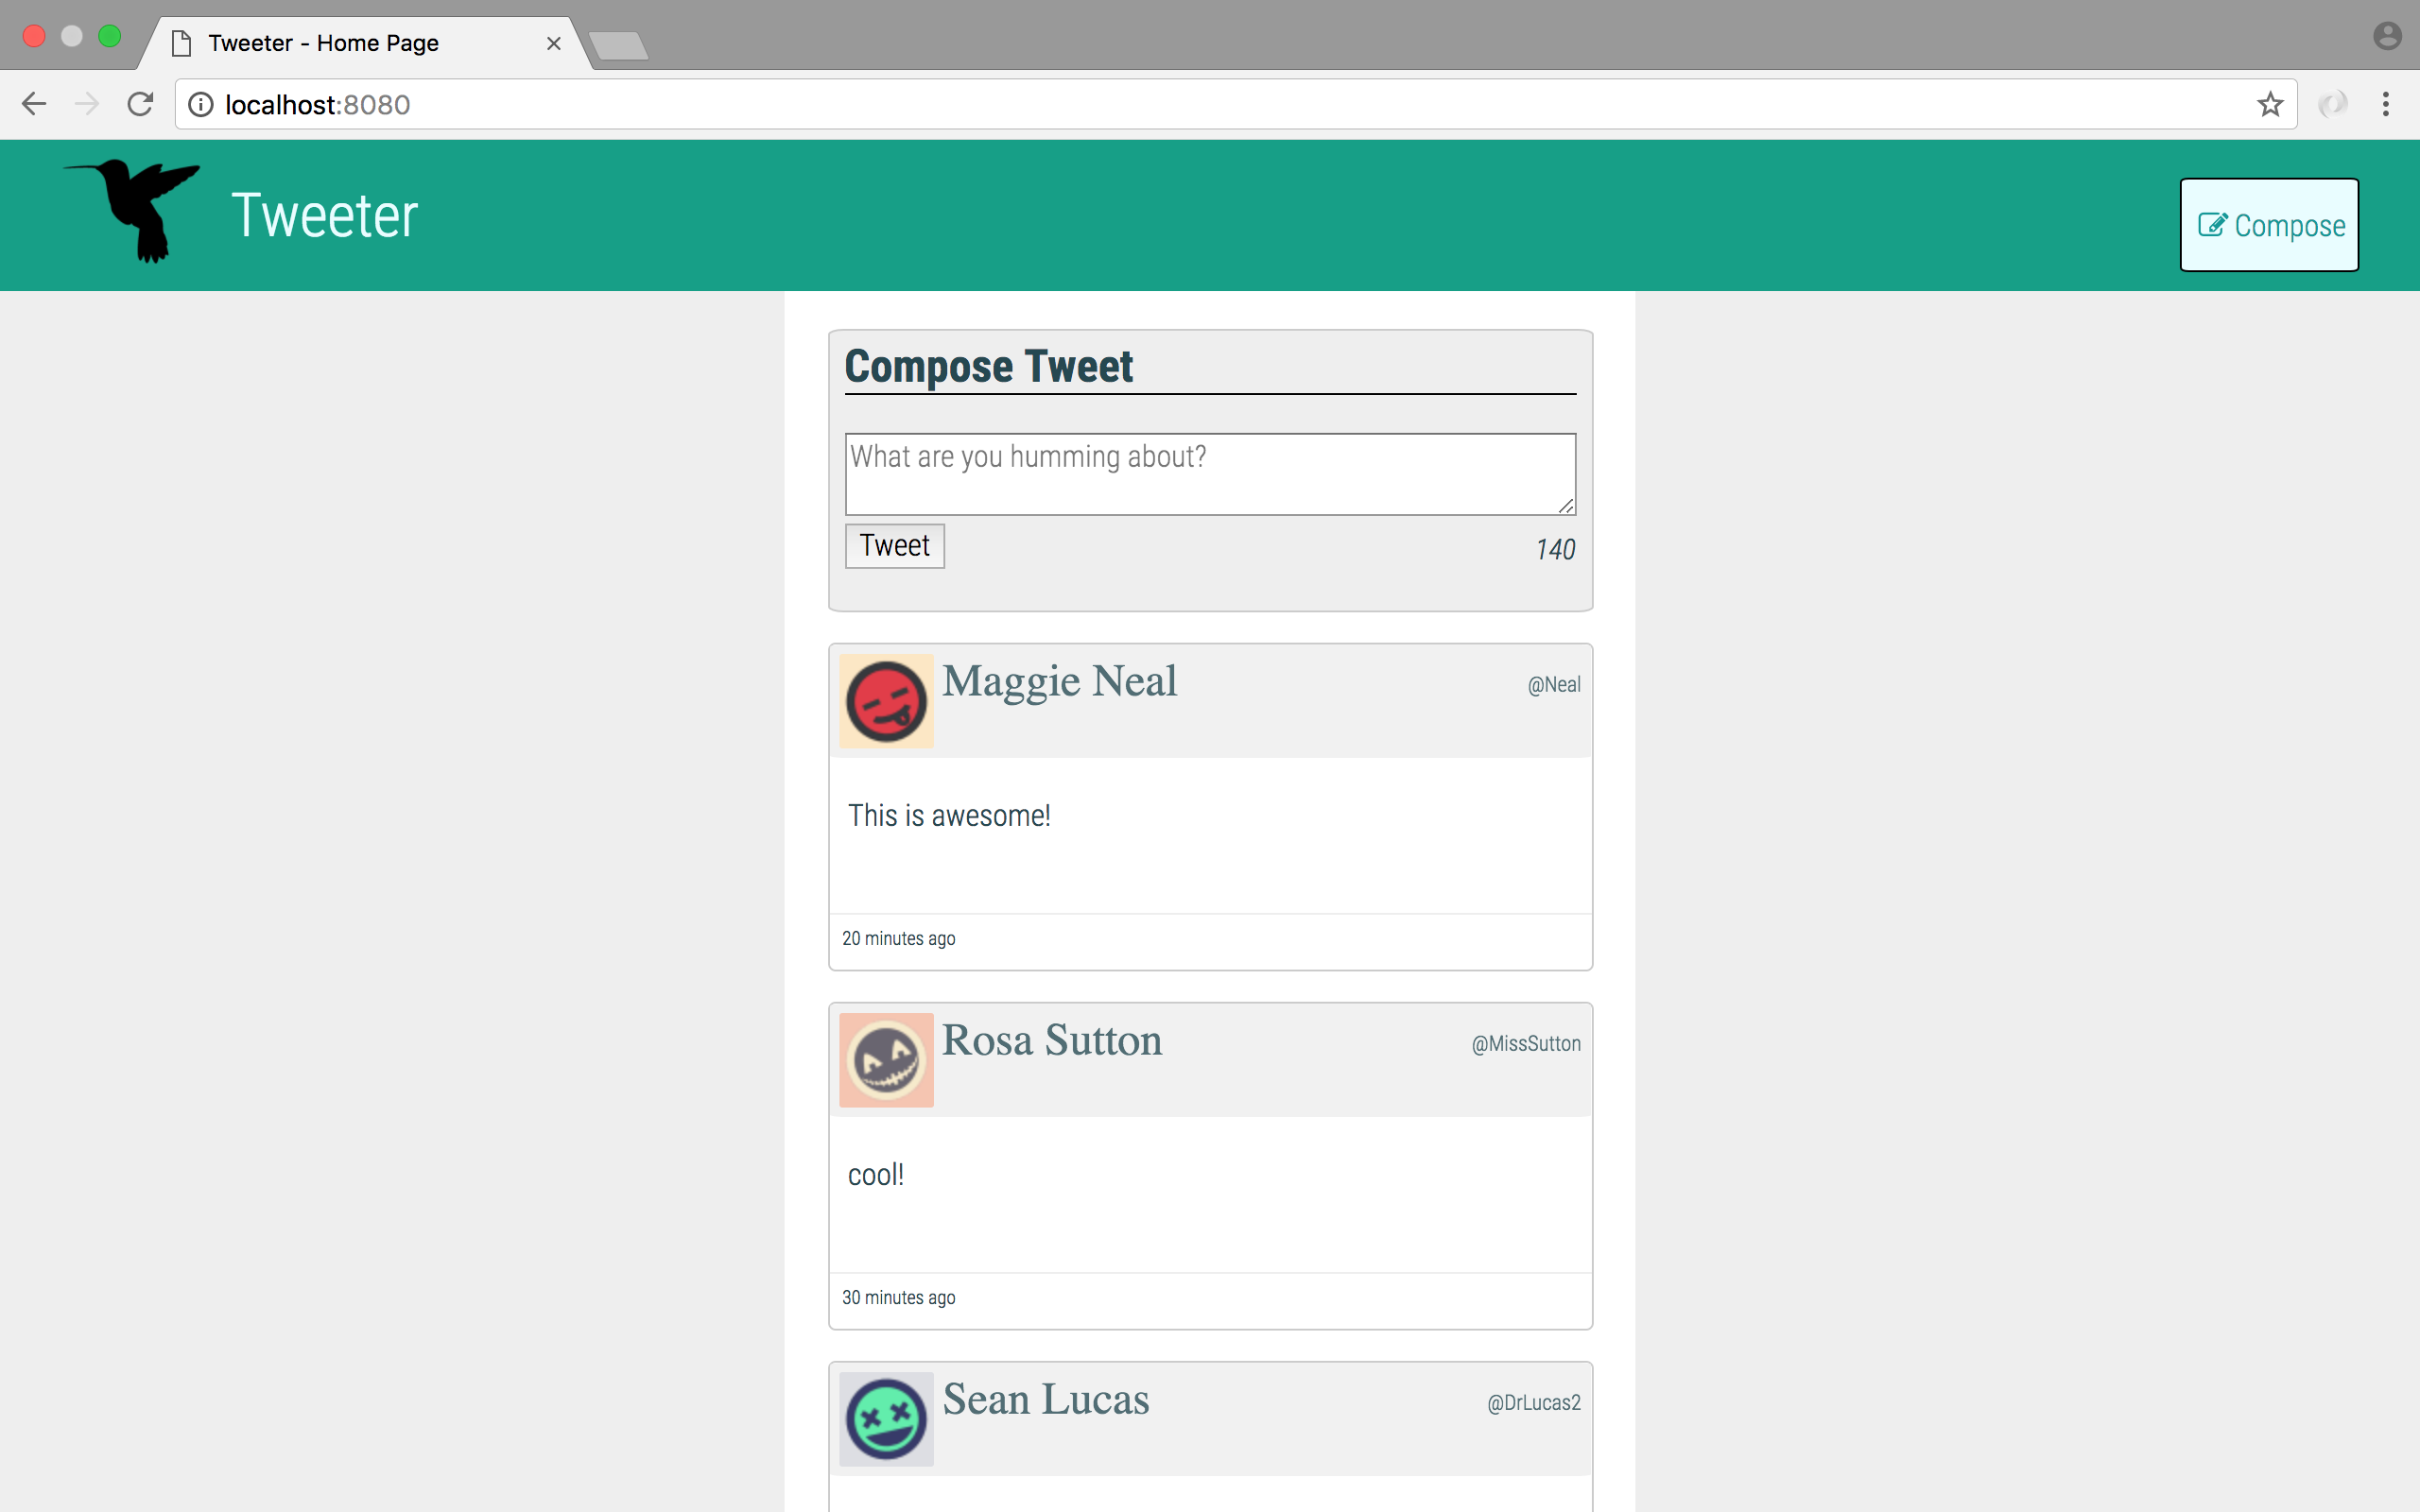 Tweeter - Home Page
localhost:8080
Tweeter
Compose
Compose Tweet
What are you humming about?
Tweet
140
Maggie Neal
@Neal
This is awesome!
20 minutes ago
Rosa Sutton
@MissSutton
cool!
30 minutes ago
Sean Lucas
@DrLucas2